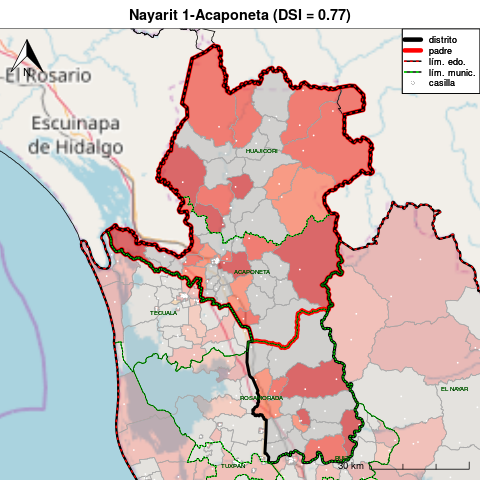 Nayarit 1-Acaponeta (DSI = 0.77)
distrito
padre
lím. edo.
lím. munic.
casilla
N
El Rosario
Escuinapa
de Hidalgo
HUAJICORI
ACAPONETA
TECUALA
ROSAMORADA
EL NAYAR
TUXPAN
30 km